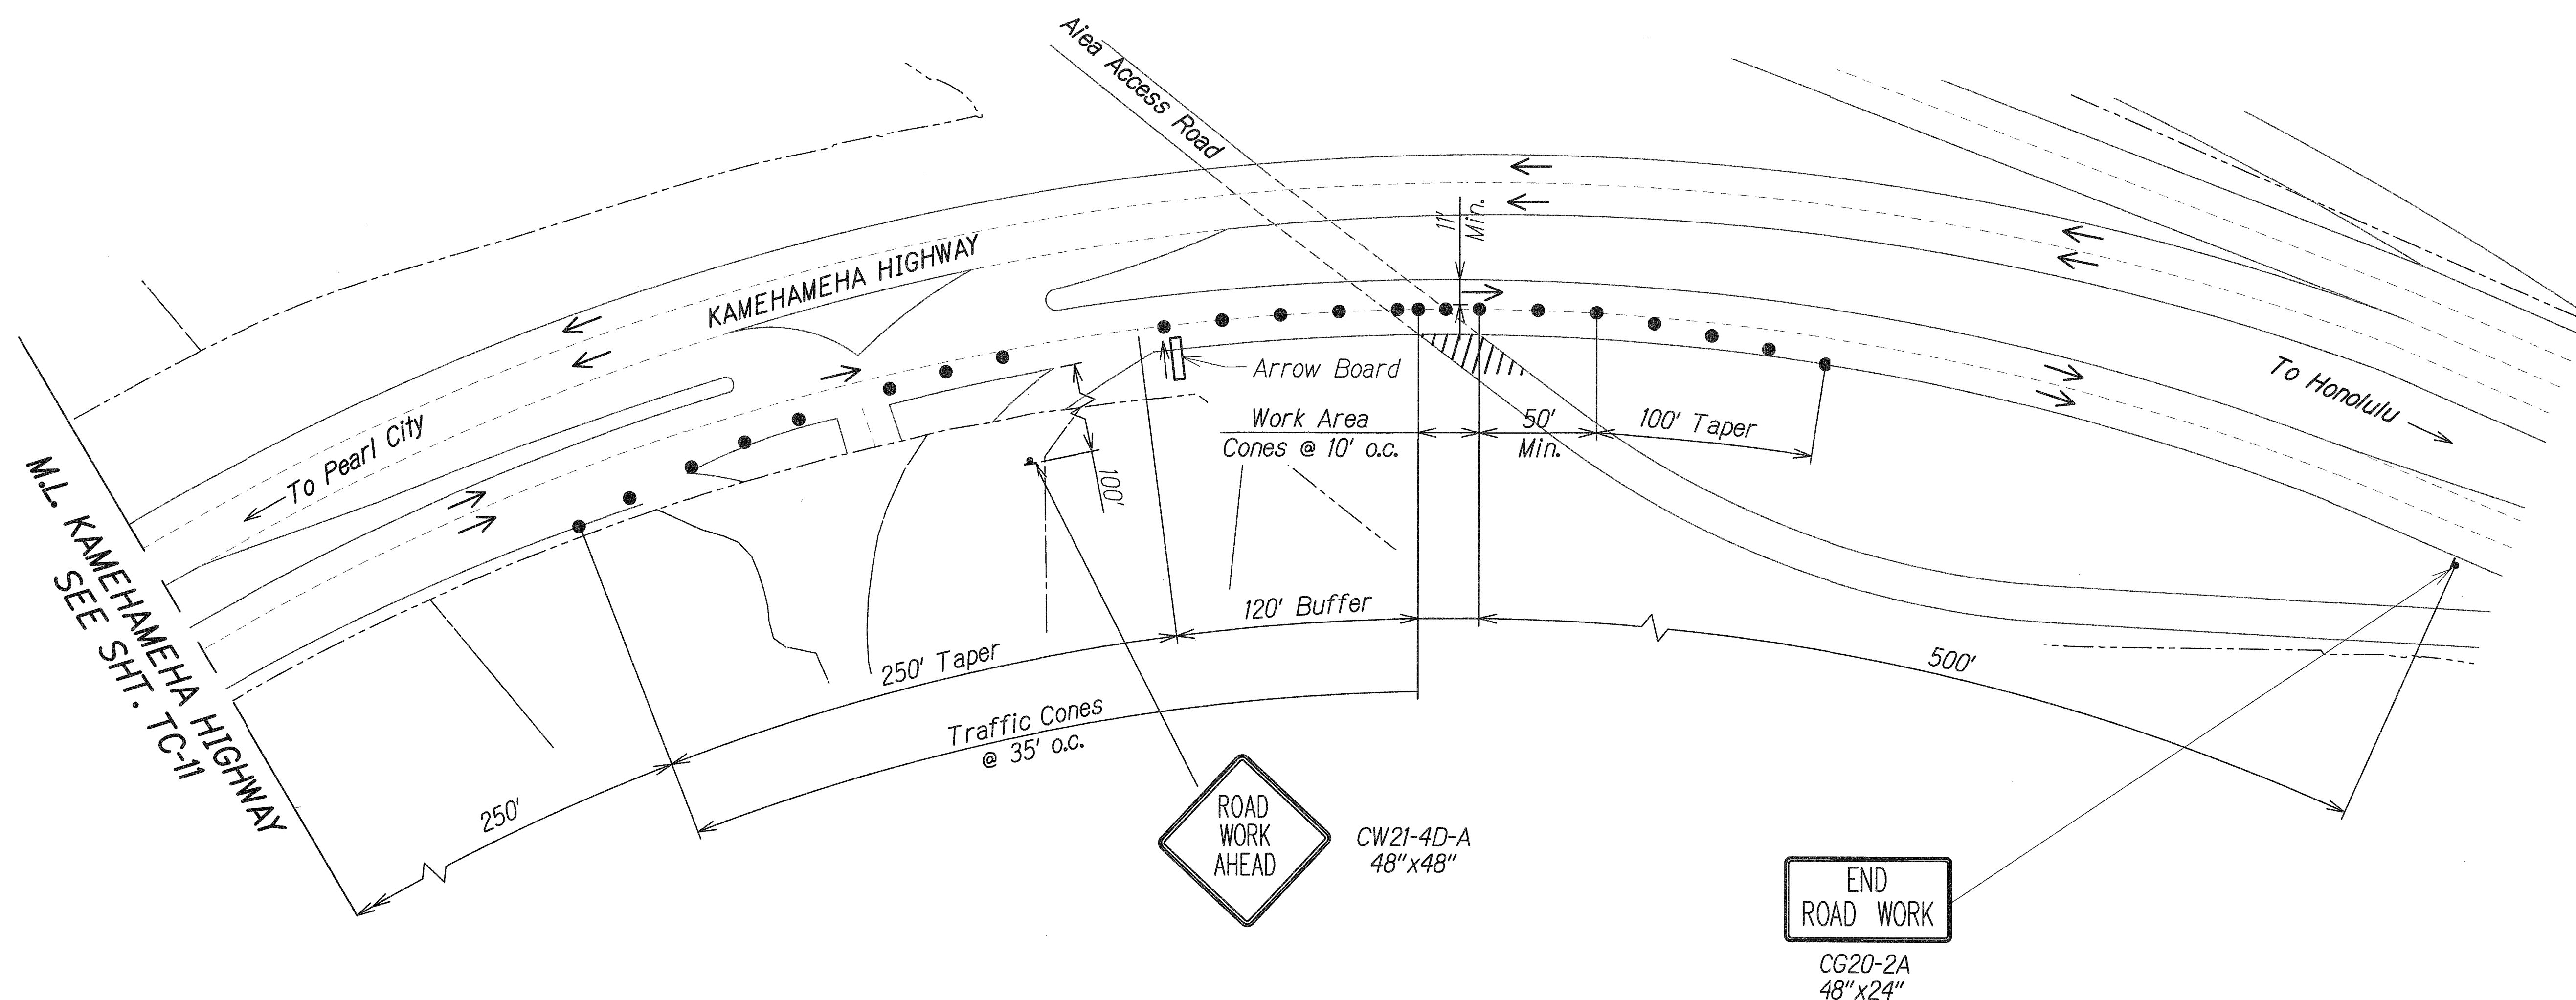 Aiea Access Road
11'
Min.
KAMEHAMEHA HIGHWAY
To Pearl City
To Honolulu
Arrow Board
Work Area
Cones @ 10' o.c.
50'
Min.
100' Taper
100'
M.L. KAMEHAMEHA HIGHWAY
SEE SHT. TC-11
120' Buffer
250' Taper
500'
Traffic Cones
@ 35' o.c.
250'
ROAD
WORK
AHEAD
CW21-4D-A
48"x48"
END
ROAD WORK
CG20-2A
48"x24"